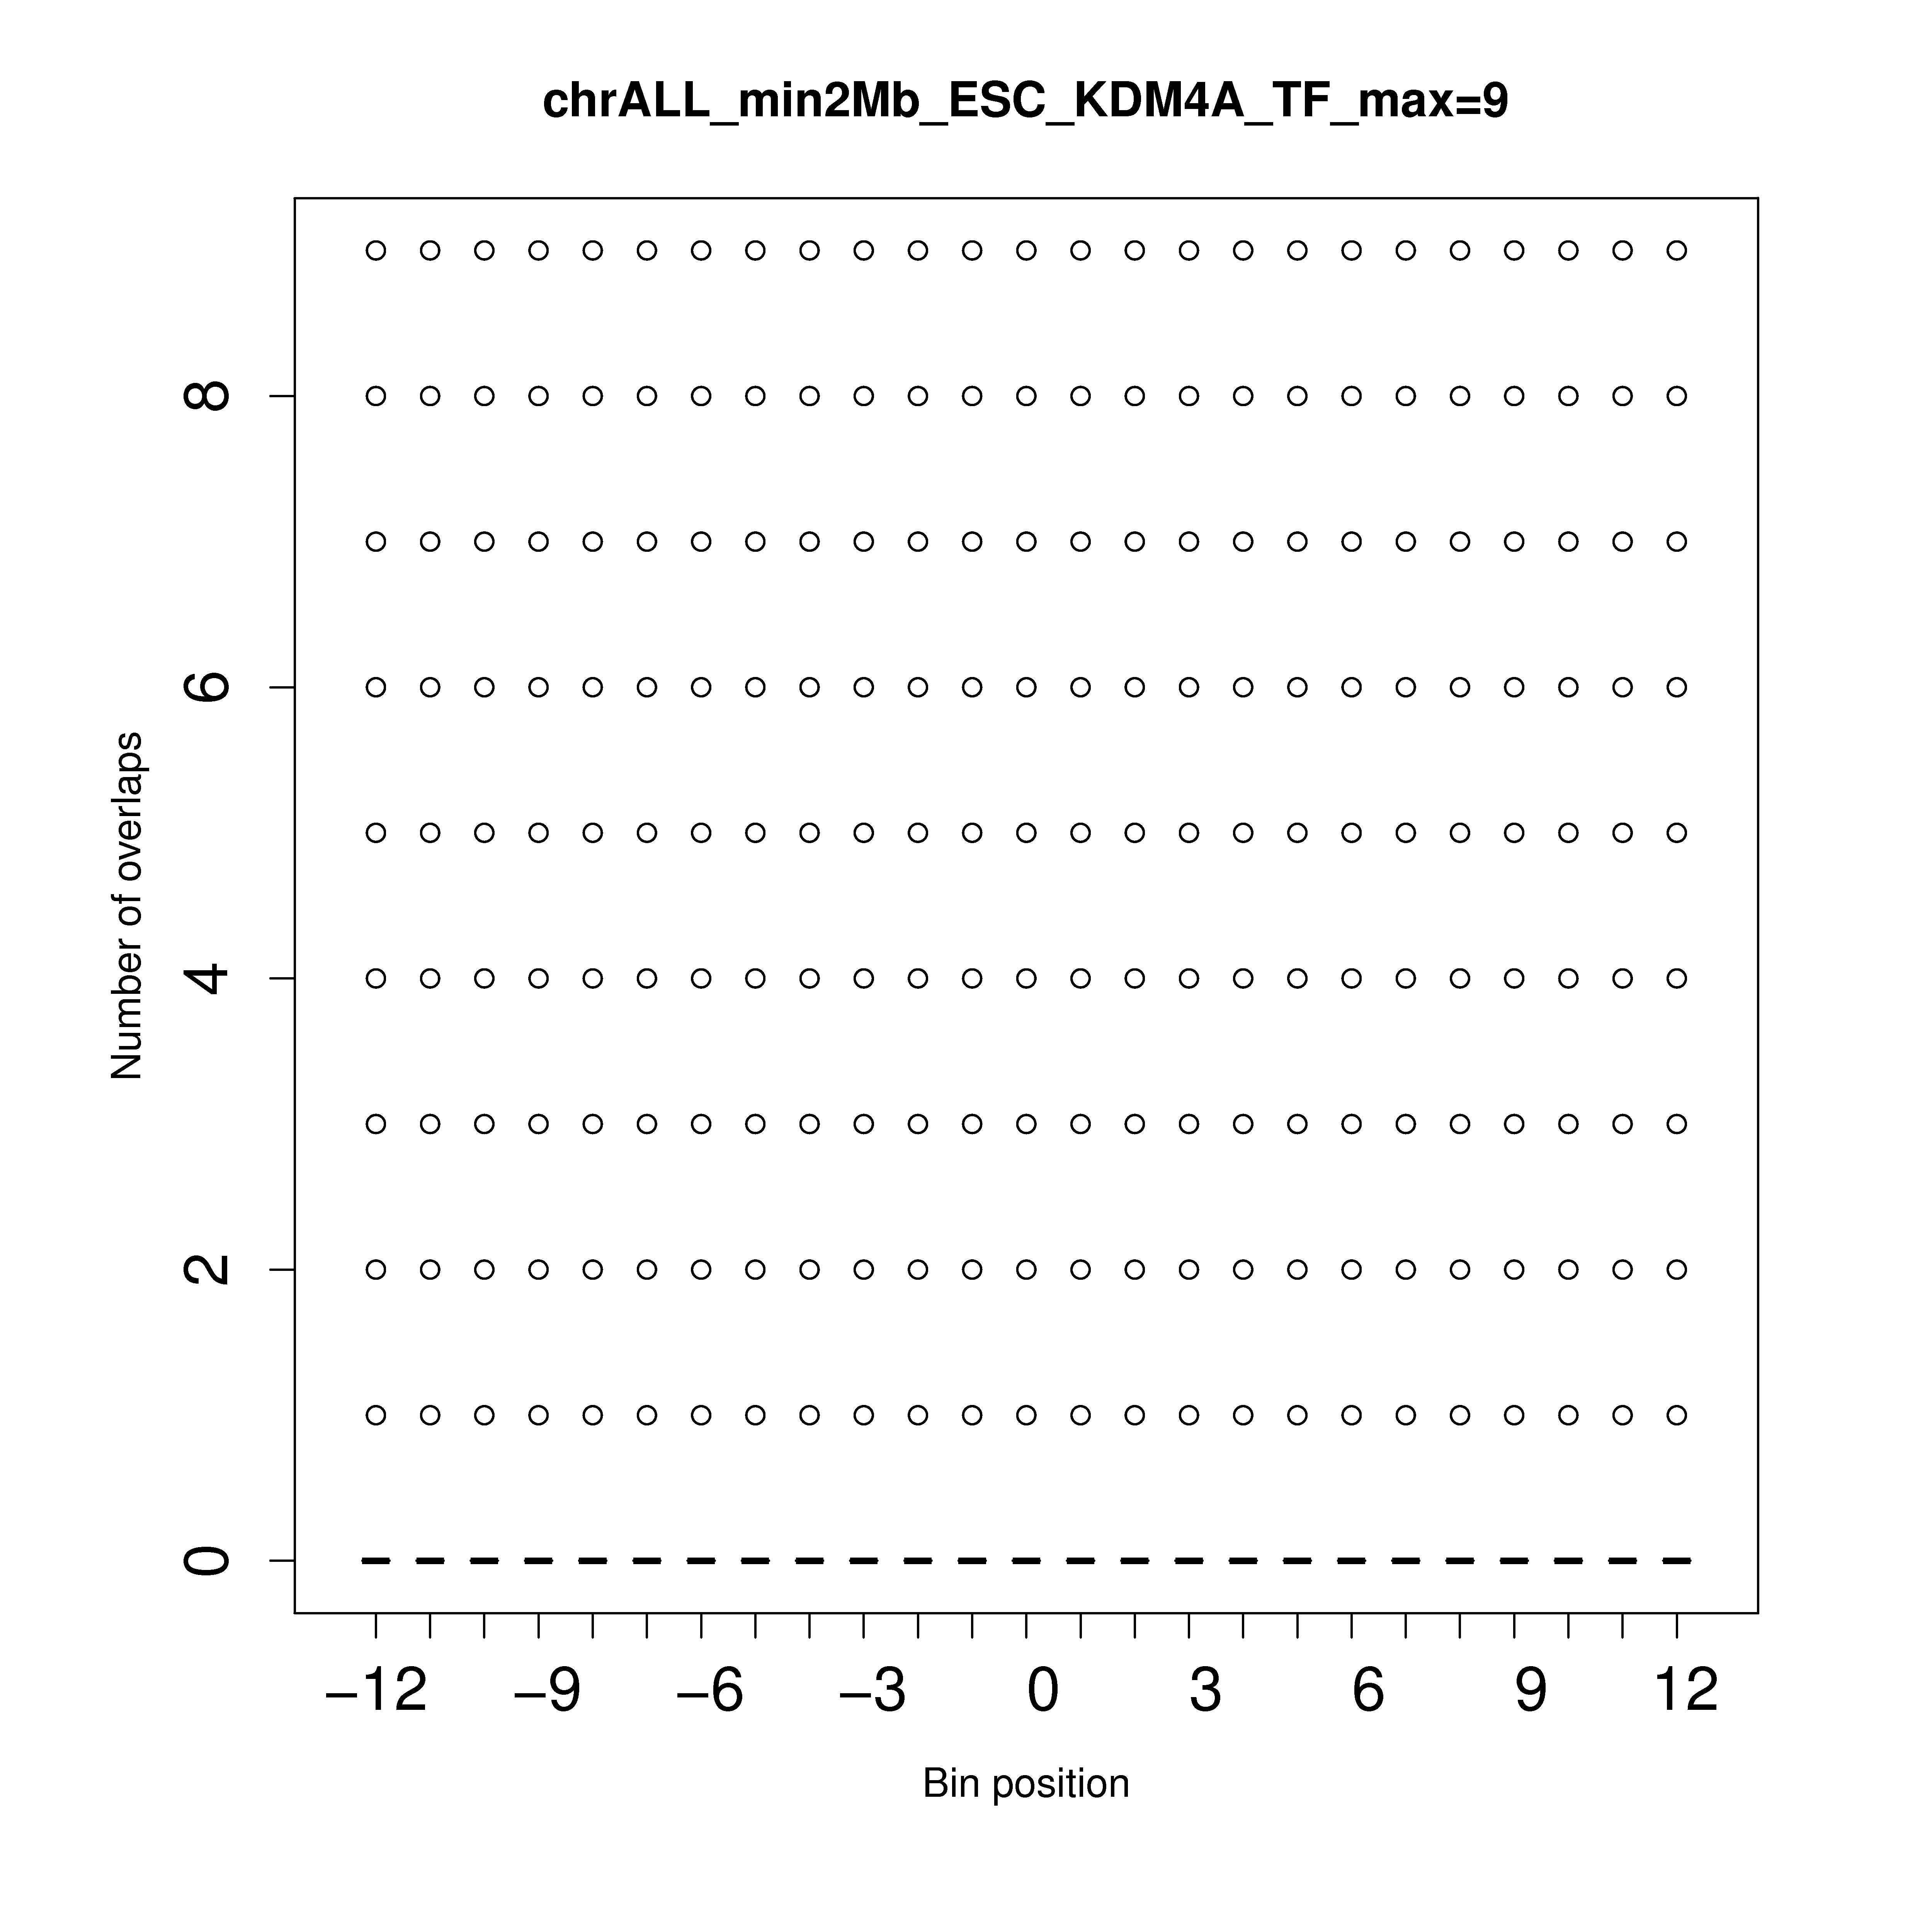 chrALL_min2Mb_ESC_KDM4A_TF_max=9
8
6
4
2
0
Number of overlaps
−12 −9 −6 −3 0 3 6 9 12
Bin position